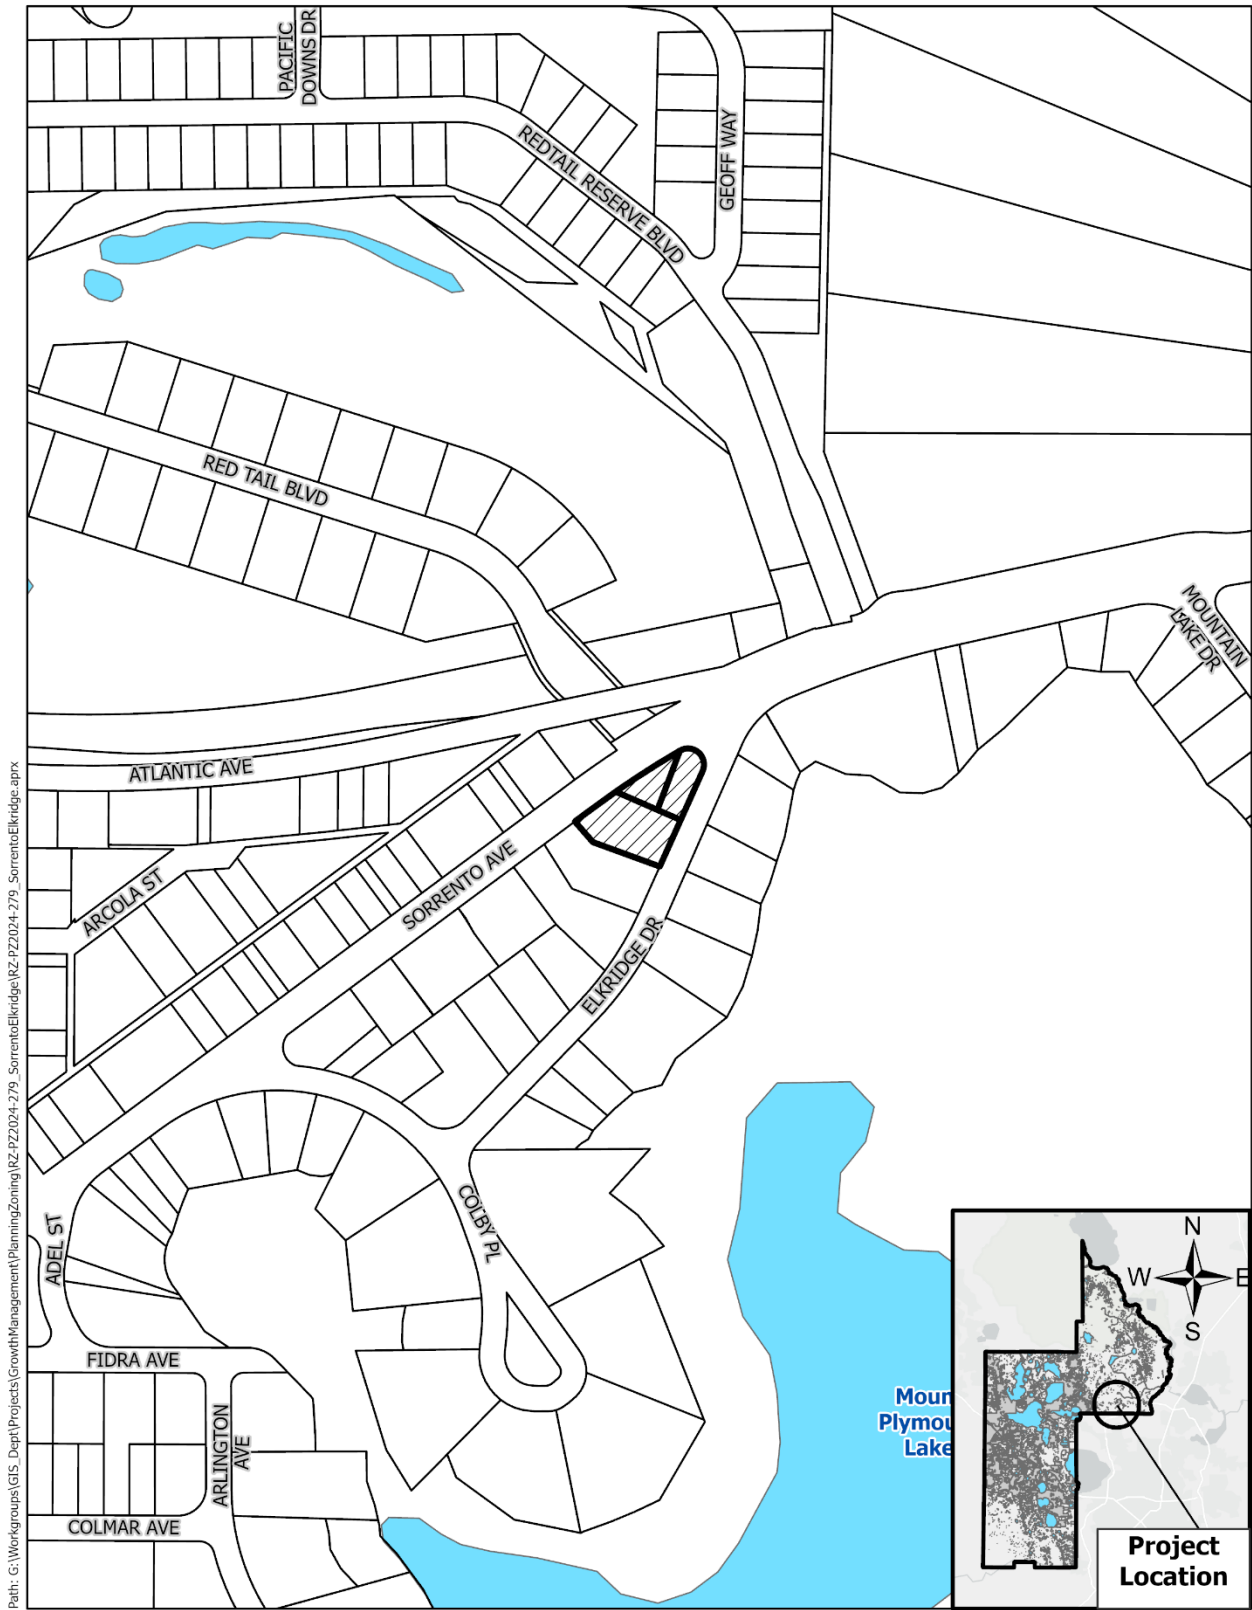 PACIFIC
DOWNS DR
REDTAIL RESERVE BLVD
GEOFF WAY
RED TAIL BLVD
MOUNTAIN
LAKE DR
ATLANTIC AVE
SORRENTO AVE
ARCOLA ST
ELKRIDGE DR
COLBY PL
ADEL ST
FIDRA AVE
ARLINGTON
AVE
COLMAR AVE
Moun
Plymou
Lake
N
W
E
S
Project
Location
Path: G:\Workgroups\GIS_Dept\Projects\GrowthManagement\PlanningZoning\RZ-PZ2024-279_SorrentoElkridge\RZ-PZ2024-279_SorrentoElkridge.aprx